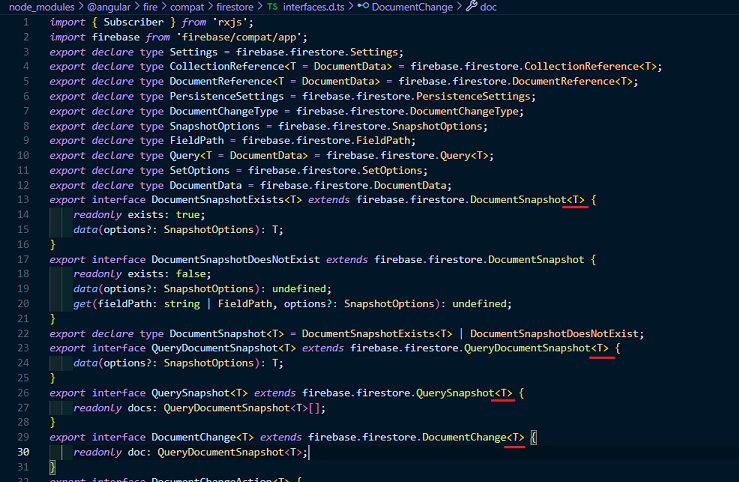 node_modules > @angular > fire > compat > firestore > TS interfaces.d.ts > DocumentChange > doc
1 import { Subscriber } from 'rxjs';
2 import firebase from 'firebase/compat/app';
3 export declare type Settings = firebase.firestore.Settings;
4 export declare type CollectionReference<T = DocumentData> = firebase.firestore.CollectionReference<T>;
5 export declare type DocumentReference<T = DocumentData> = firebase.firestore.DocumentReference<T>;
6 export declare type PersistenceSettings = firebase.firestore.PersistenceSettings;
7 export declare type DocumentChangeType = firebase.firestore.DocumentChangeType;
8 export declare type SnapshotOptions = firebase.firestore.SnapshotOptions;
9 export declare type FieldPath = firebase.firestore.FieldPath;
10 export declare type Query<T = DocumentData> = firebase.firestore.Query<T>;
11 export declare type SetOptions = firebase.firestore.SetOptions;
12 export declare type DocumentData = firebase.firestore.DocumentData;
13 export interface DocumentSnapshotExists<T> extends firebase.firestore.DocumentSnapshot<T> {
14 readonly exists: true;
15 data(options?: SnapshotOptions): T;
16 }
17 export interface DocumentSnapshotDoesNotExist extends firebase.firestore.DocumentSnapshot {
18 readonly exists: false;
19 data(options?: SnapshotOptions): undefined;
20 get(fieldPath: string | FieldPath, options?: SnapshotOptions): undefined;
21 }
22 export declare type DocumentSnapshot<T> = DocumentSnapshotExists<T> | DocumentSnapshotDoesNotExist;
23 export interface QueryDocumentSnapshot<T> extends firebase.firestore.QueryDocumentSnapshot<T> {
24 data(options?: SnapshotOptions): T;
25 }
26 export interface QuerySnapshot<T> extends firebase.firestore.QuerySnapshot<T> {
27 readonly docs: QueryDocumentSnapshot<T>[];
28 }
29 export interface DocumentChange<T> extends firebase.firestore.DocumentChange<T> {
30 readonly doc: QueryDocumentSnapshot<T>;
31 }
32 export interface DocumentChangeAction<T> {